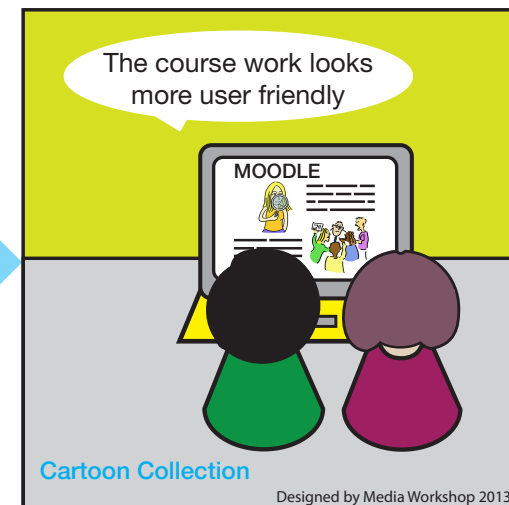 The course work looks
more user friendly
MOODLE
Cartoon Collection
Designed by Media Workshop 2013